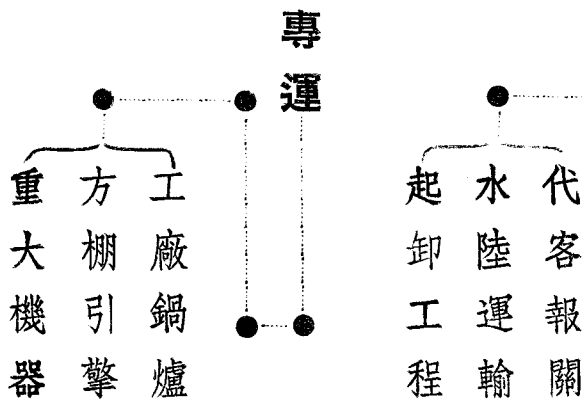 代客報關
水陸運輸
起卸工程
專運
工廠鍋爐
方棚引擎
重大機器